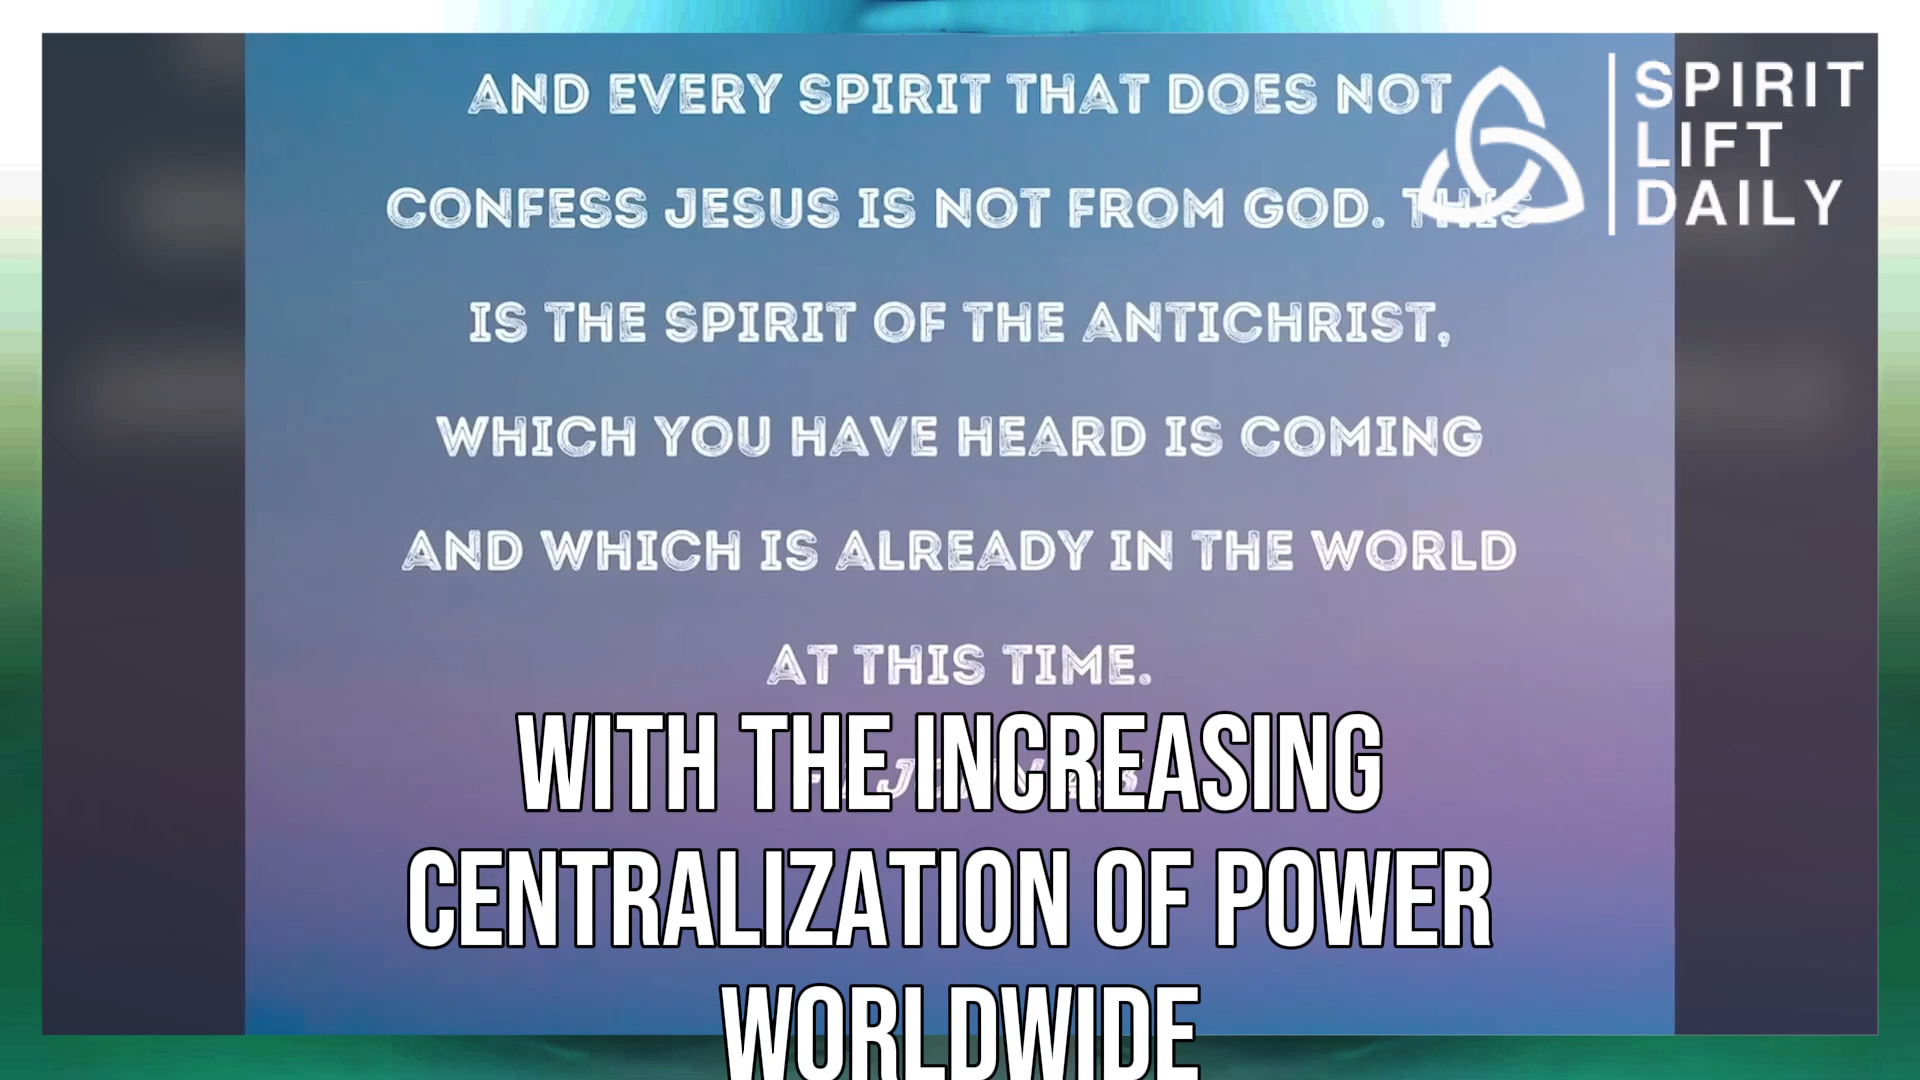 AND EVERY SPIRIT THAT DOES NOT
CONFESS JESUS IS NOT FROM GOD. THIS
IS THE SPIRIT OF THE ANTICHRIST,
WHICH YOU HAVE HEARD IS COMING
AND WHICH IS ALREADY IN THE WORLD
AT THIS TIME.
SPIRIT
LIFT
DAILY
WITH THE INCREASING
CENTRALIZATION OF POWER
WORLDWIDE